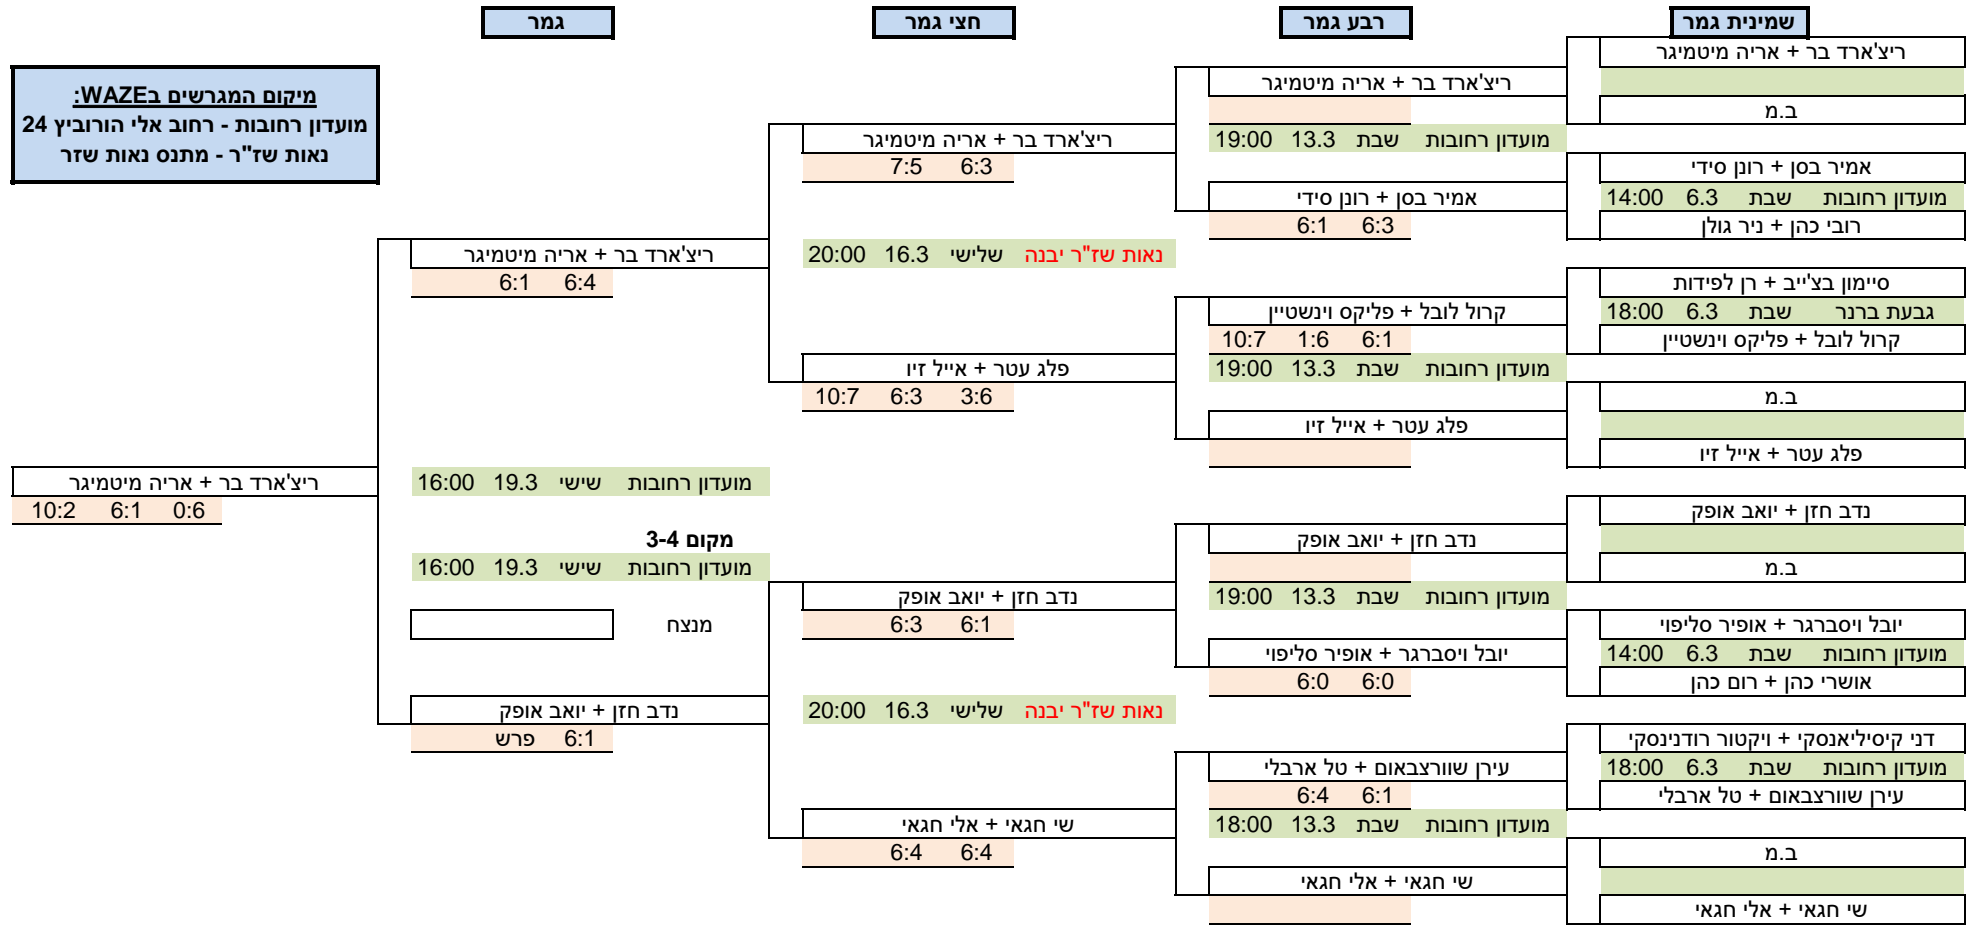 שמינית גמר
רבע גמר
חצי גמר
גמר
מיקום המגרשים בWAZE:
מועדון רחובות - רחוב אלי הורוביץ 24
נאות שז"ר - מתנס נאות שזר
ריצ'ארד בר + אריה מיטמיגר
ב.מ
אמיר בסן + רונן סידי
מועדון רחובות שבת 6.3 14:00
רובי כהן + ניר גולן
סיימון בצ'ייב + רן לפידות
גבעת ברנר שבת 6.3 18:00
קרול לובל + פליקס וינשטיין
ב.מ
פלג עטר + אייל זיו
נדב חזן + יואב אופק
ב.מ
יובל ויסברגר + אופיר סליפוי
מועדון רחובות שבת 6.3 14:00
אושרי כהן + רום כהן
דני קיסיליאנסקי + ויקטור רודנינסקי
מועדון רחובות שבת 6.3 18:00
עירן שוורצבאום + טל ארבלי
ב.מ
שי חגאי + אלי חגאי
ריצ'ארד בר + אריה מיטמיגר
מועדון רחובות שבת 13.3 19:00
אמיר בסן + רונן סידי
6:3 6:1
קרול לובל + פליקס וינשטיין
6:1 1:6 10:7
מועדון רחובות שבת 13.3 19:00
פלג עטר + אייל זיו
נדב חזן + יואב אופק
מועדון רחובות שבת 13.3 19:00
יובל ויסברגר + אופיר סליפוי
6:0 6:0
עירן שוורצבאום + טל ארבלי
6:1 6:4
מועדון רחובות שבת 13.3 18:00
שי חגאי + אלי חגאי
ריצ'ארד בר + אריה מיטמיגר
6:3 7:5
נאות שז"ר יבנה שלישי 16.3 20:00
פלג עטר + אייל זיו
3:6 6:3 10:7
נדב חזן + יואב אופק
6:1 6:3
נאות שז"ר יבנה שלישי 16.3 20:00
שי חגאי + אלי חגאי
6:4 6:4
ריצ'ארד בר + אריה מיטמיגר
6:4 6:1
מועדון רחובות שישי 19.3 16:00
מקום 3-4
מועדון רחובות שישי 19.3 16:00
מנצח
נדב חזן + יואב אופק
6:1 פרש
ריצ'ארד בר + אריה מיטמיגר
0:6 6:1 10:2